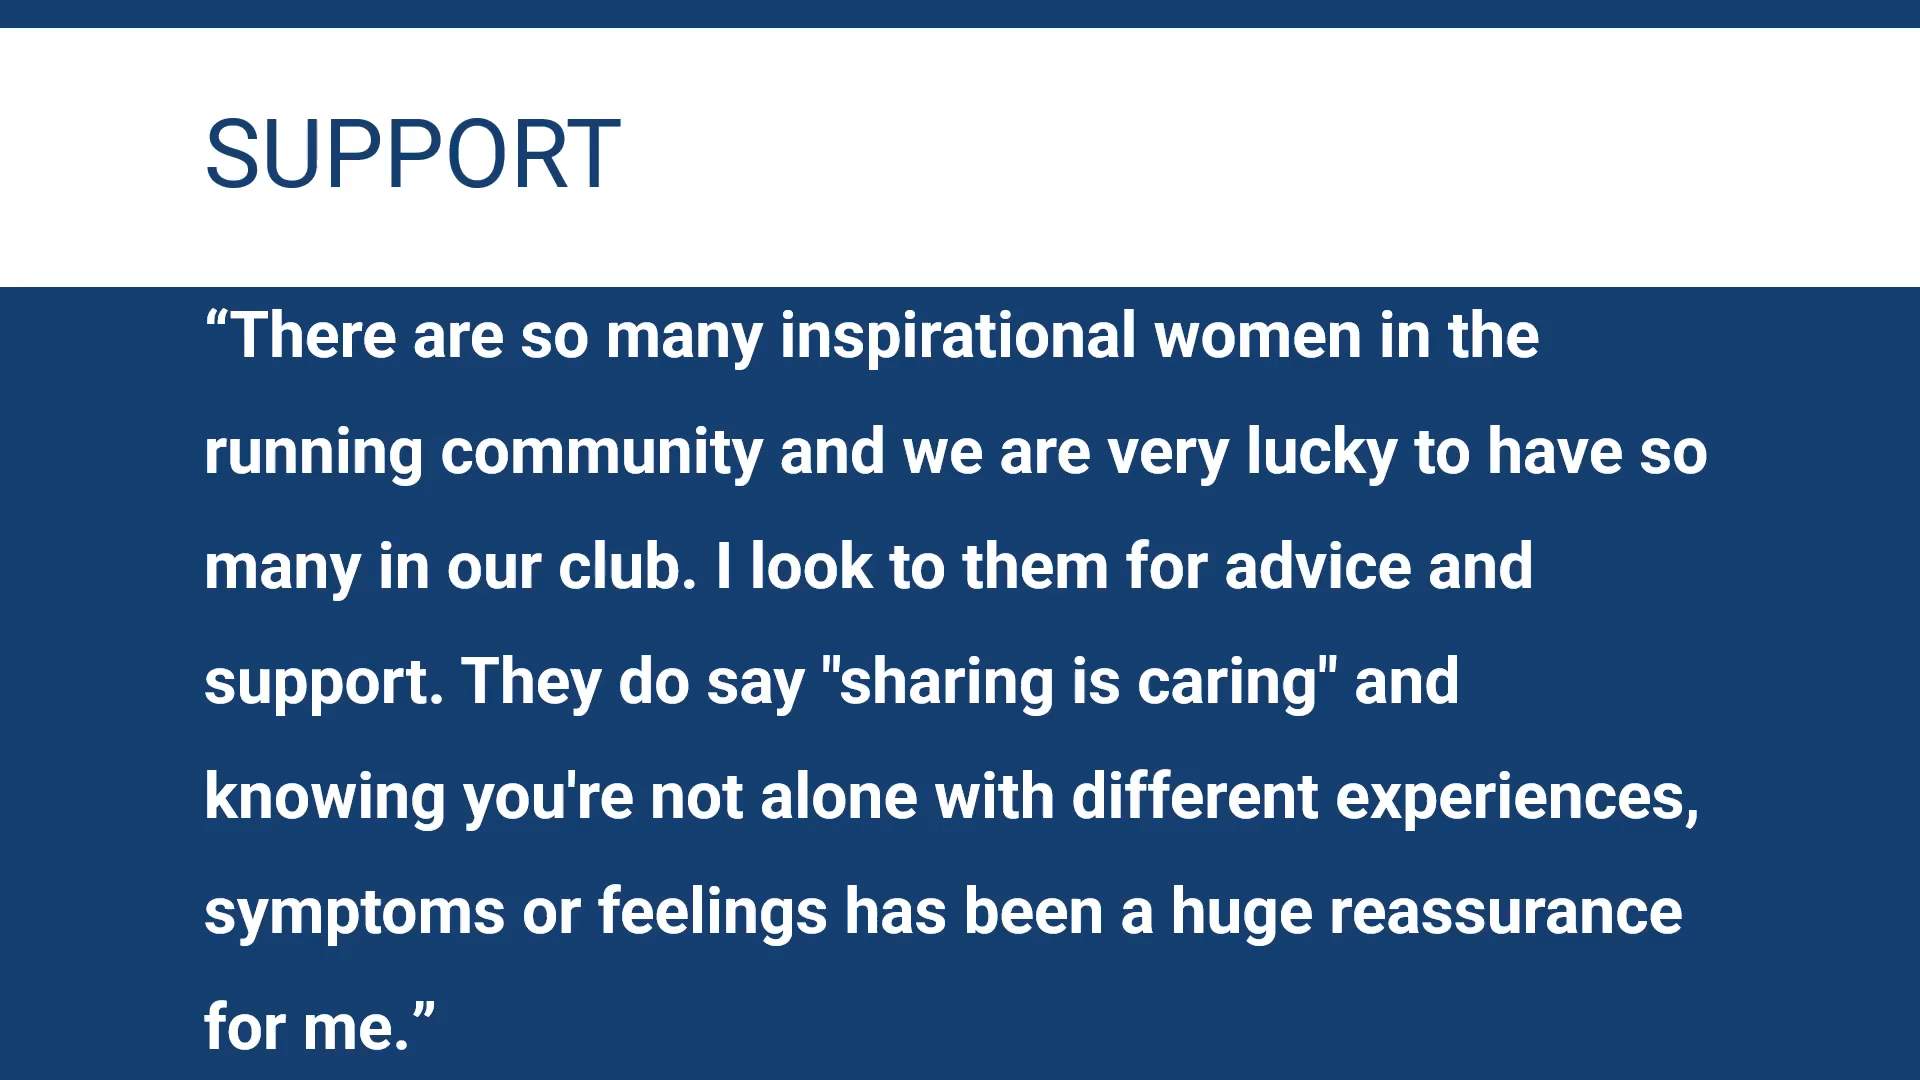 SUPPORT
“There are so many inspirational women in the
running community and we are very lucky to have so
many in our club. I look to them for advice and
support. They do say "sharing is caring" and
knowing you're not alone with different experiences,
symptoms or feelings has been a huge reassurance
for me.”